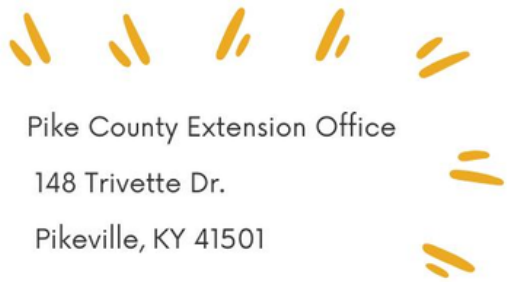 Pike County Extension Office
148 Trivette Dr.
Pikeville, KY 41501